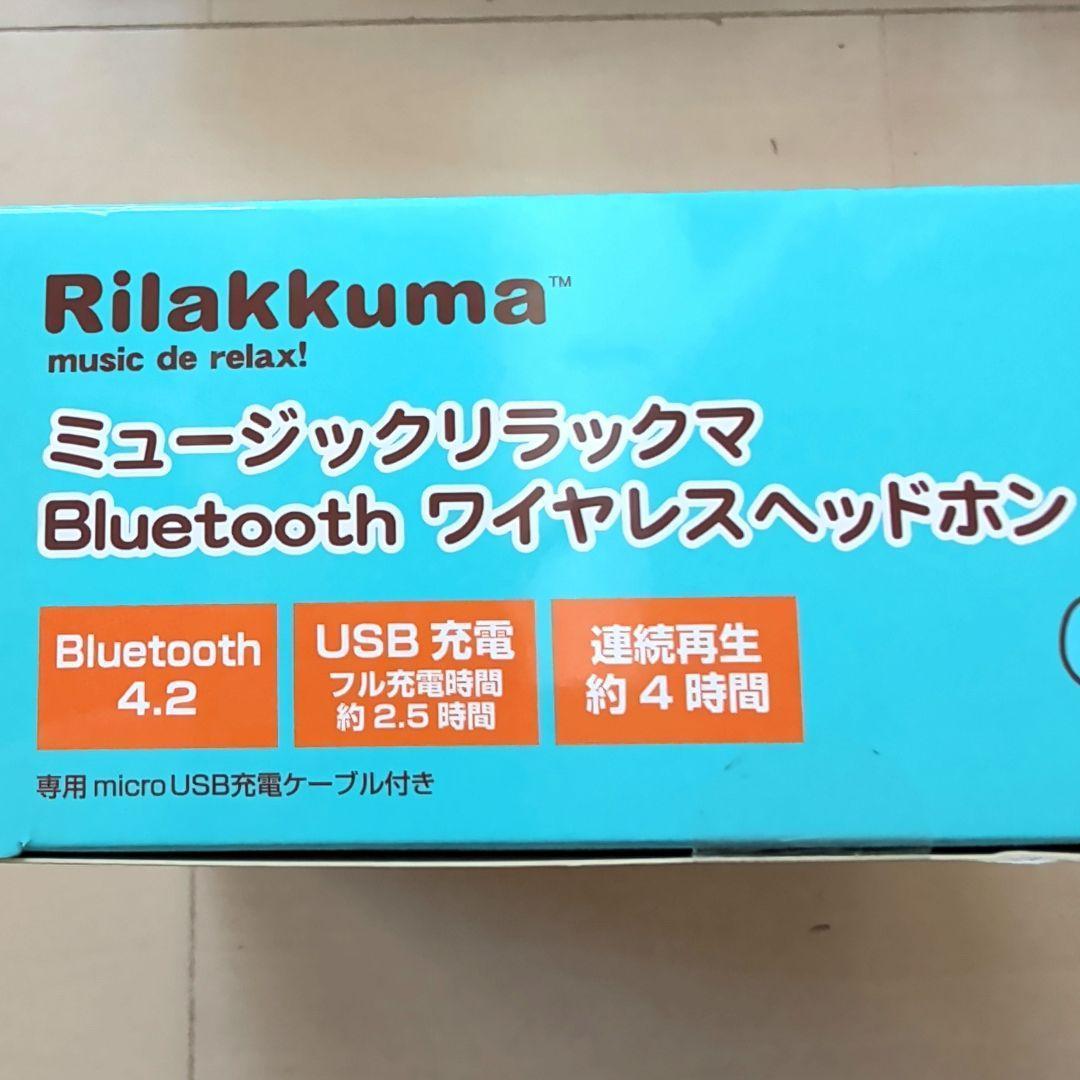 Rilakkuma™
music de relax!
ミュージックリラックマ
Bluetooth ワイヤレスヘッドホン
Bluetooth
4.2
USB 充電
フル充電時間
約 2.5 時間
連続再生
約 4 時間
専用 micro USB充電ケーブル付き